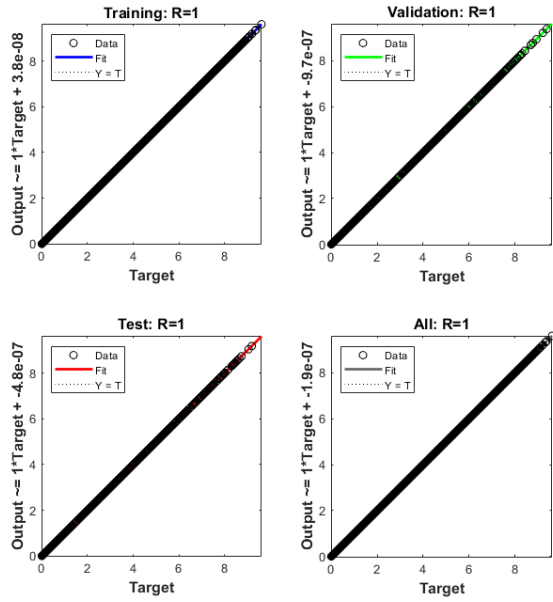 Training: R=1
Data
Fit
Y = T
Output ~= 1*Target + 3.8e-08
8
6
4
2
0
0 2 4 6 8
Target
Validation: R=1
Data
Fit
Y = T
Output ~= 1*Target + -9.7e-07
8
6
4
2
0
0 2 4 6 8
Target
Test: R=1
Data
Fit
Y = T
Output ~= 1*Target + -4.8e-07
8
6
4
2
0
0 2 4 6 8
Target
All: R=1
Data
Fit
Y = T
Output ~= 1*Target + -1.9e-07
8
6
4
2
0
0 2 4 6 8
Target